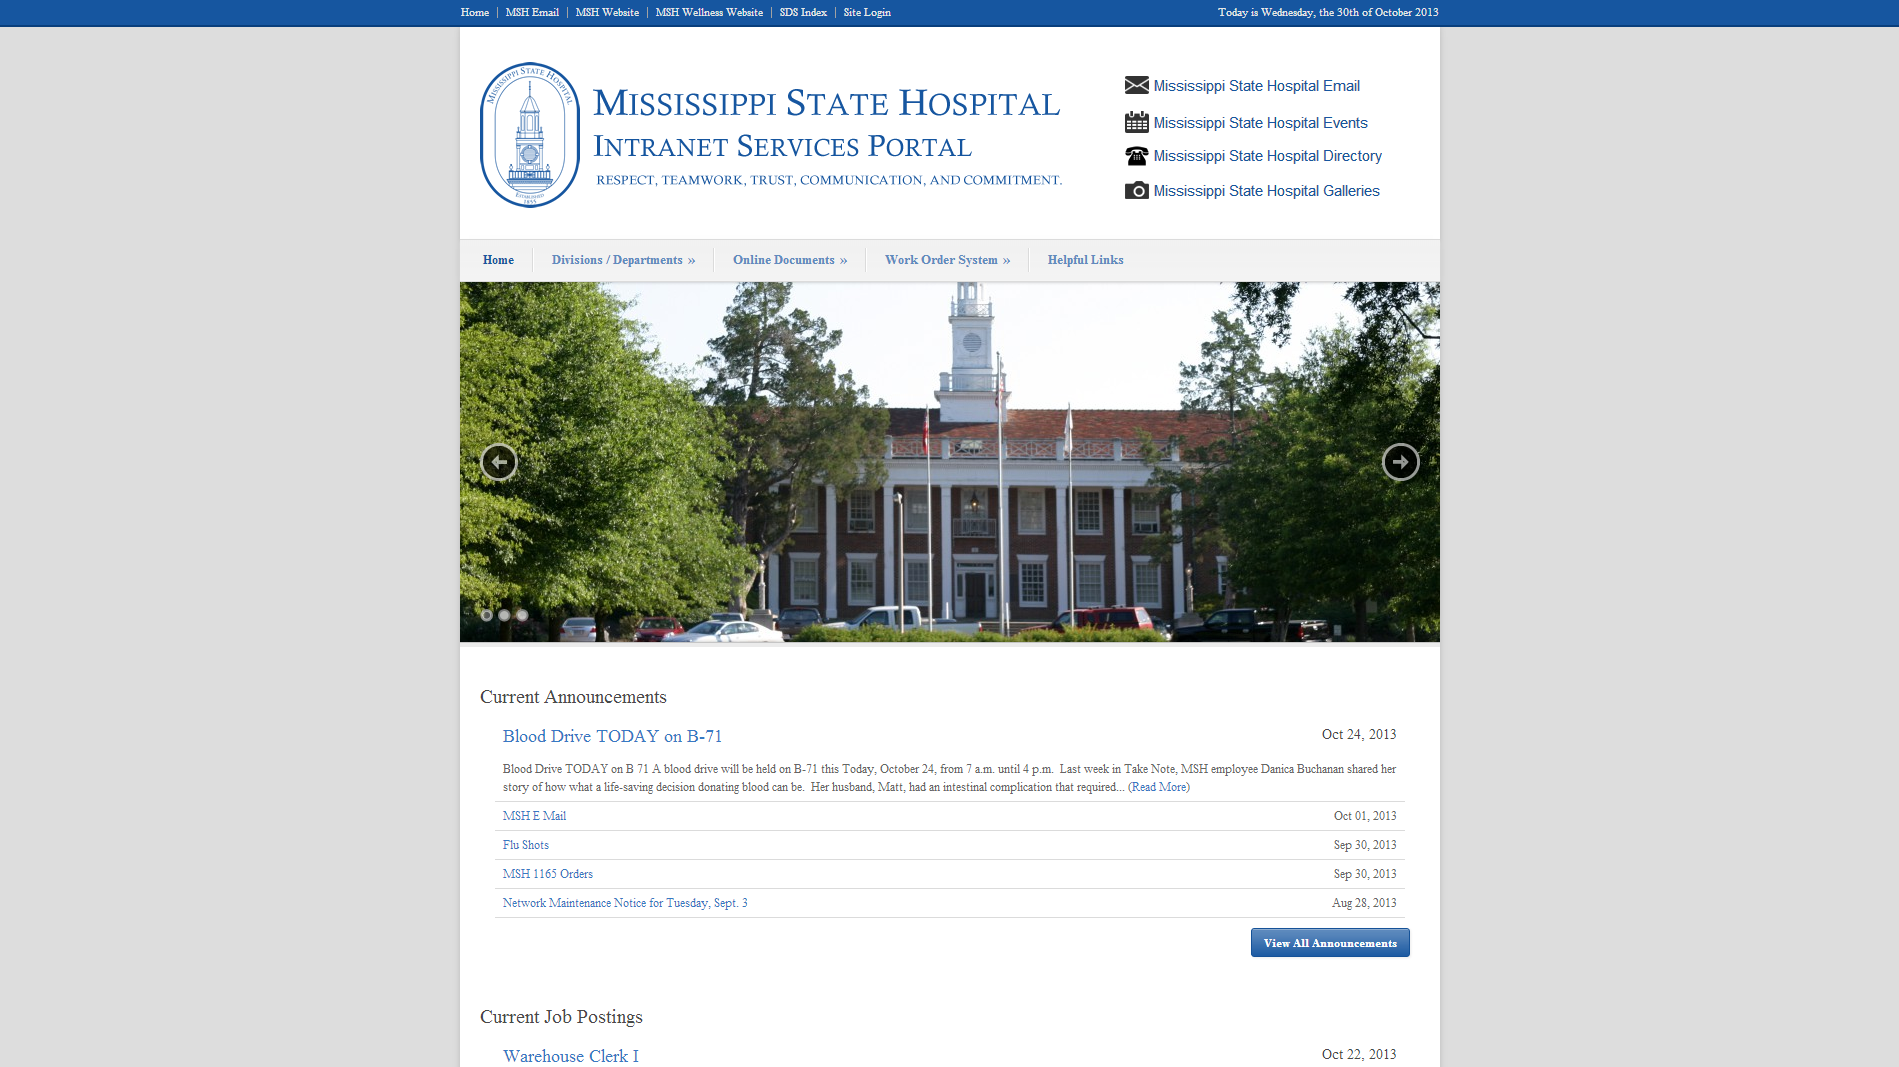 Home | MSH Email | MSH Website | MSH Wellness Website | SDS Index | Site Login
Today is Wednesday, the 30th of October 2013
MISSISSIPPI STATE HOSPITAL
ESTABLISHED
1855
MISSISSIPPI STATE HOSPITAL
INTRANET SERVICES PORTAL
RESPECT, TEAMWORK, TRUST, COMMUNICATION, AND COMMITMENT.
Mississippi State Hospital Email
Mississippi State Hospital Events
Mississippi State Hospital Directory
Mississippi State Hospital Galleries
Home Divisions / Departments » Online Documents » Work Order System » Helpful Links
Current Announcements
Blood Drive TODAY on B-71 Oct 24, 2013
Blood Drive TODAY on B 71 A blood drive will be held on B-71 this Today, October 24, from 7 a.m. until 4 p.m. Last week in Take Note, MSH employee Danica Buchanan shared her
story of how what a life-saving decision donating blood can be. Her husband, Matt, had an intestinal complication that required... (Read More)
MSH E Mail Oct 01, 2013
Flu Shots Sep 30, 2013
MSH 1165 Orders Sep 30, 2013
Network Maintenance Notice for Tuesday, Sept. 3 Aug 28, 2013
View All Announcements
Current Job Postings
Warehouse Clerk I Oct 22, 2013